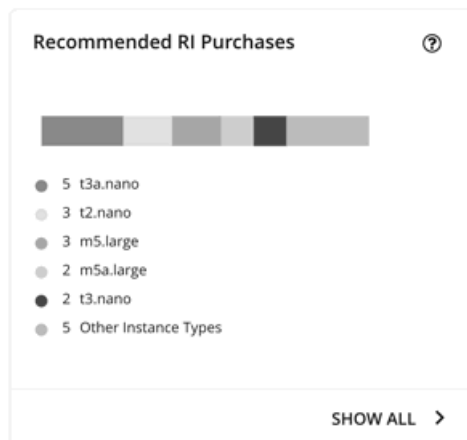 Recommended RI Purchases
5 t3a.nano
3 t2.nano
3 m5.large
2 m5a.large
2 t3.nano
5 Other Instance Types
SHOW ALL